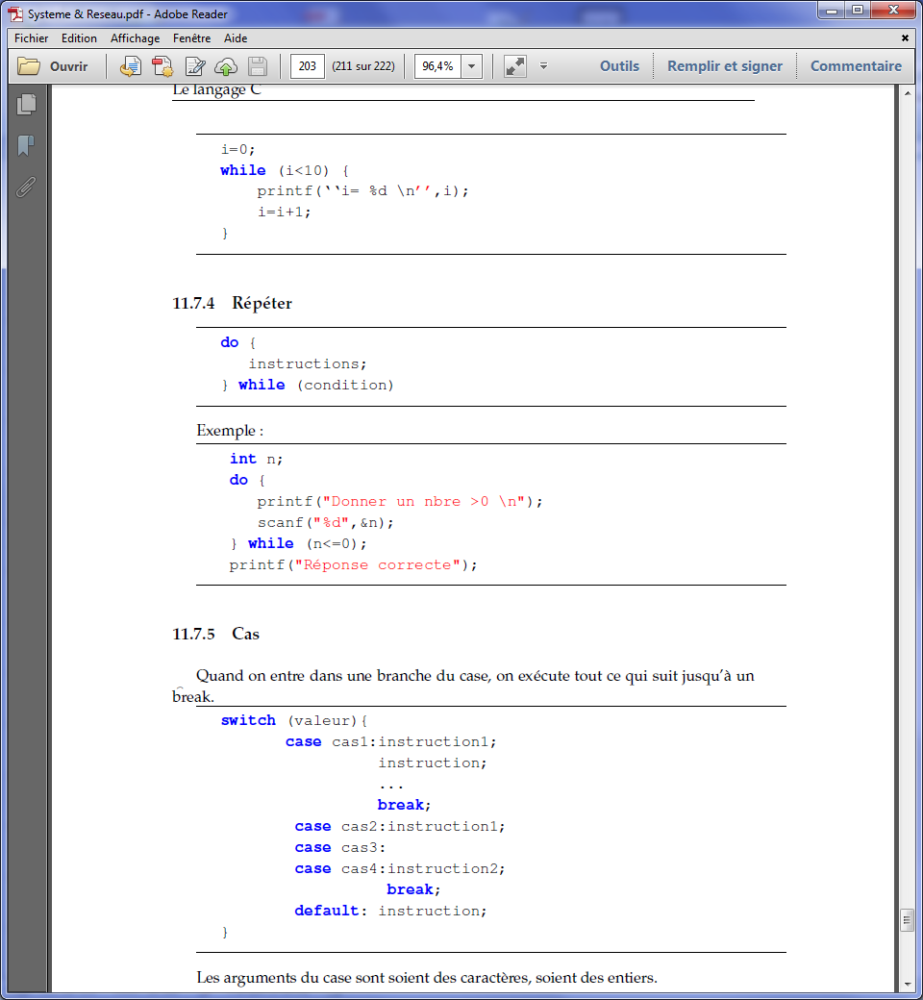 Systeme & Reseau.pdf - Adobe Reader
Fichier Edition Affichage Fenêtre Aide
Ouvrir 203 (211 sur 222) 96,4% Outils Remplir et signer Commentaire
Le langage C
i=0;
while (i<10) {
printf(‘‘i= %d \n’’,i);
i=i+1;
}
11.7.4 Répéter
do {
instructions;
} while (condition)
Exemple :
int n;
do {
printf("Donner un nbre >0 \n");
scanf("%d",&n);
} while (n<=0);
printf("Réponse correcte");
11.7.5 Cas
Quand on entre dans une branche du case, on exécute tout ce qui suit jusqu’à un
break.
switch (valeur){
case cas1:instruction1;
instruction;
...
break;
case cas2:instruction1;
case cas3:
case cas4:instruction2;
break;
default: instruction;
}
Les arguments du case sont soient des caractères, soient des entiers.